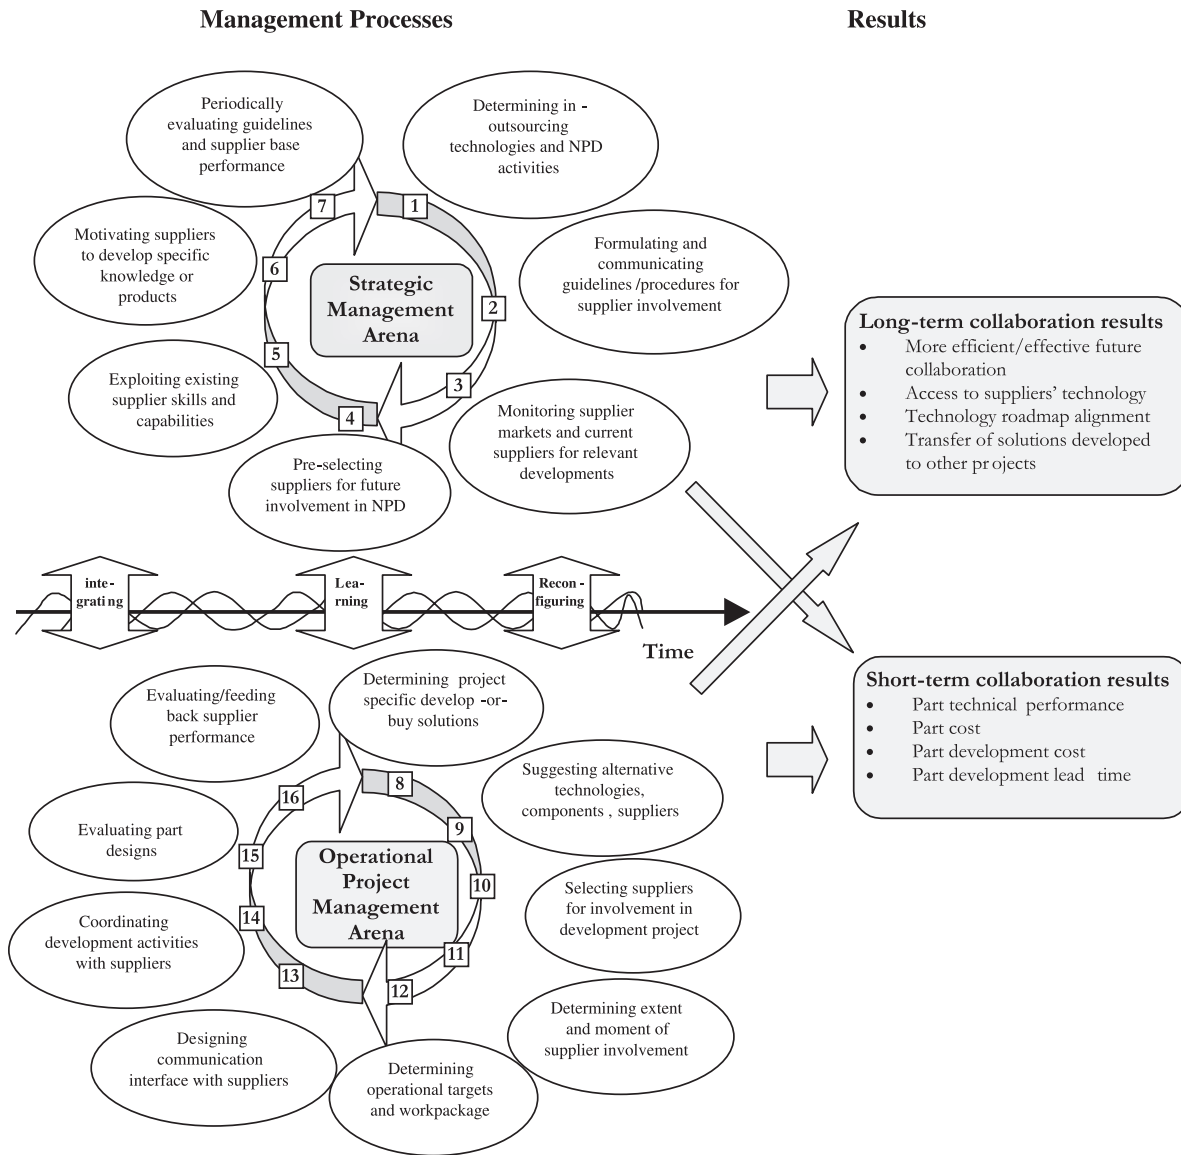 Management Processes
Results
Periodically
evaluating guidelines
and supplier base
performance
Determining in -
outsourcing
technologies and NPD
activities
7
1
Motivating suppliers
to develop specific
knowledge or
products
6
Formulating and
communicating
guidelines /procedures for
supplier involvement
Strategic
Management
Arena
2
5
3
Exploiting existing
supplier skills and
capabilities
4
Monitoring supplier
markets and current
suppliers for relevant
developments
Pre-selecting
suppliers for future
involvement in NPD
Long-term collaboration results
• More efficient/effective future
collaboration
• Access to suppliers' technology
• Technology roadmap alignment
• Transfer of solutions developed
to other projects
inte-
grating
Lea-
rning
Recon-
figuring
Time
Evaluating/feeding
back supplier
performance
Determining project
specific develop -or-
buy solutions
Short-term collaboration results
• Part technical performance
• Part cost
• Part development cost
• Part development lead time
16
8
Suggesting alternative
technologies,
components , suppliers
9
Evaluating part
designs
15
Operational
Project
Management
Arena
10
Selecting suppliers
for involvement in
development project
14
Coordinating
development activities
with suppliers
11
13
12
Determining extent
and moment of
supplier involvement
Designing
communication
interface with suppliers
Determining
operational targets
and workpackage